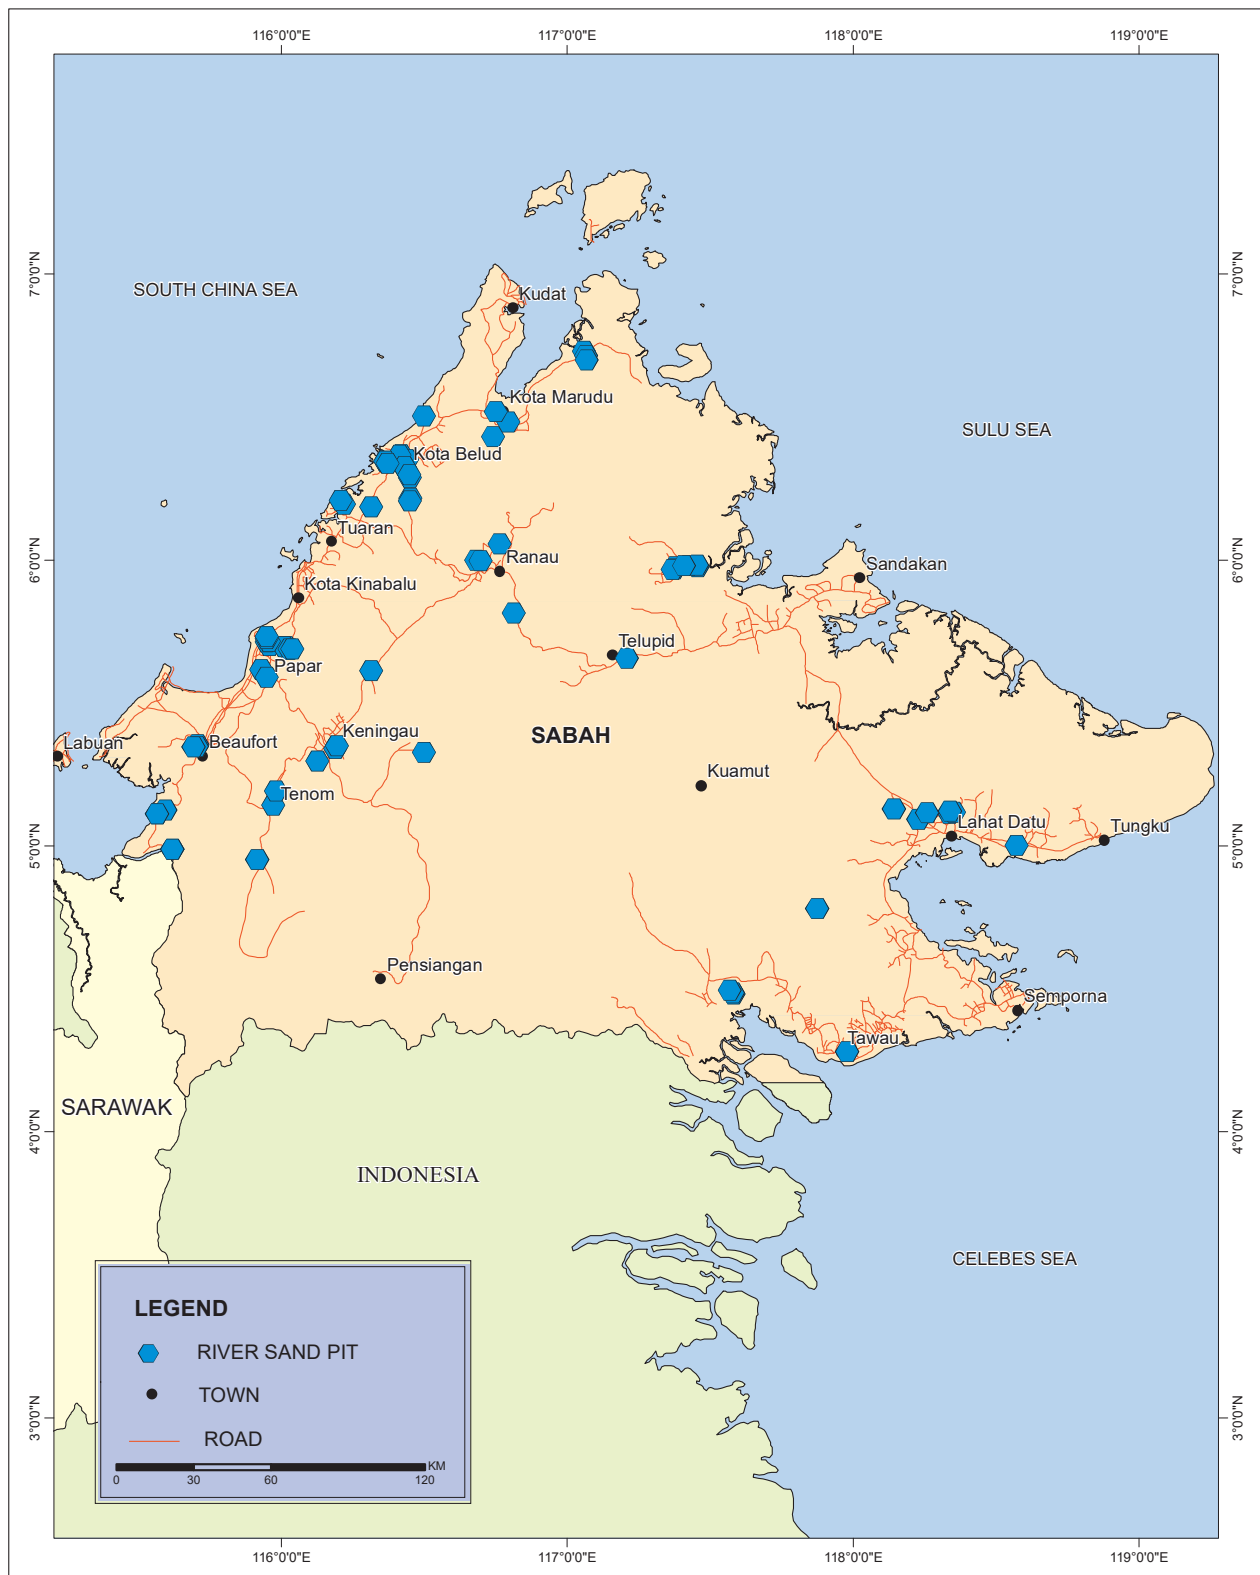 116°0'0"E 117°0'0"E 118°0'0"E 119°0'0"E
7°0'0"N
7°0'0"N
SOUTH CHINA SEA
Kudat
Kota Marudu
SULU SEA
Kota Belud
Tuaran
6°0'0"N
Ranau
Sandakan
6°0'0"N
Kota Kinabalu
Telupid
Papar
Keningau
SABAH
Labuan
Beaufort
Kuamut
Tenom
Lahat Datu
Tungku
5°0'0"N
5°0'0"N
Pensiangan
Semporna
Tawau
SARAWAK
4°0'0"N
4°0'0"N
INDONESIA
CELEBES SEA
LEGEND
RIVER SAND PIT
TOWN
ROAD
KM
0 30 60 120
3°0'0"N
3°0'0"N
116°0'0"E 117°0'0"E 118°0'0"E 119°0'0"E